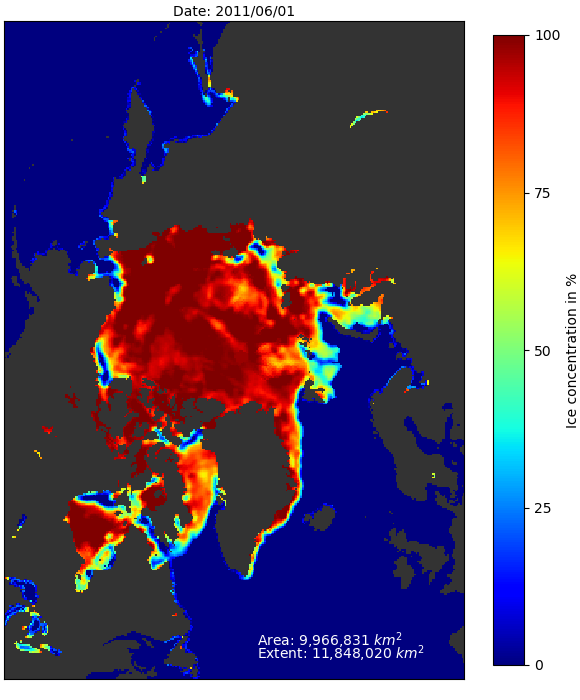 Date: 2011/06/01
100
75
50
25
0
Ice concentration in %
Area: 9,966,831 km²
Extent: 11,848,020 km²